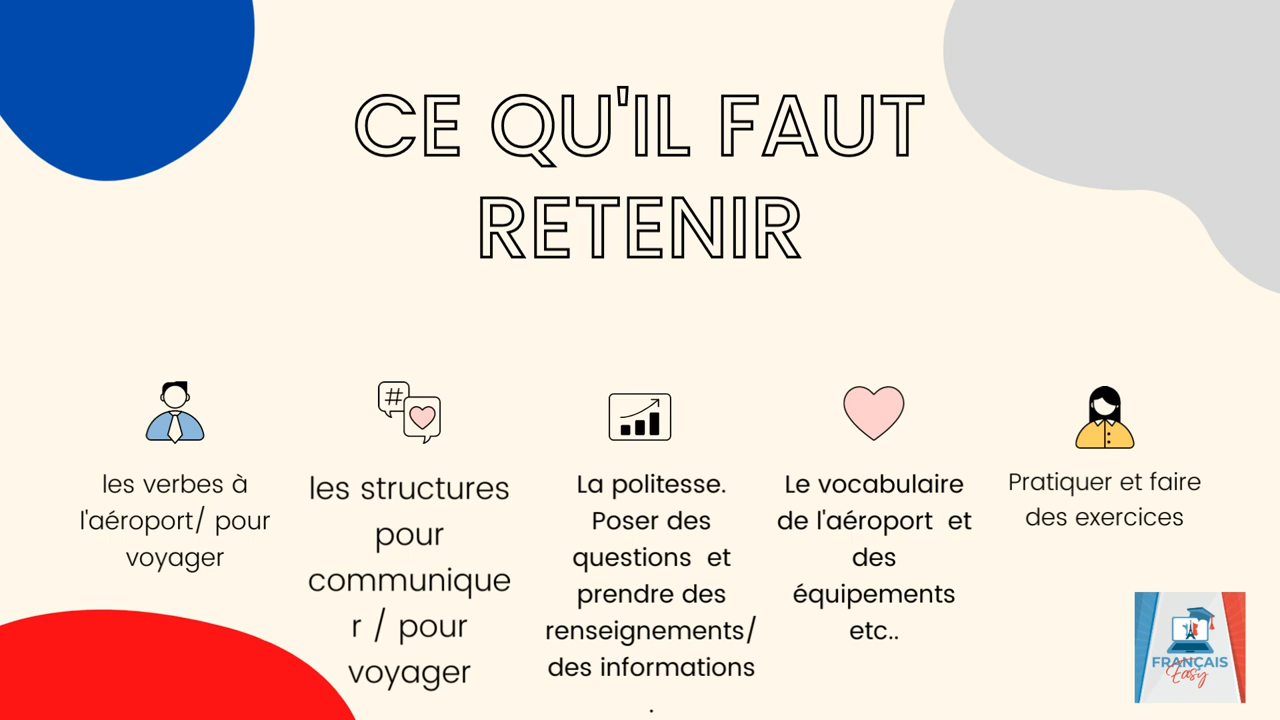 CE QU'IL FAUT
RETENIR
les verbes à
l'aéroport/ pour
voyager
les structures
pour
communique
r / pour
voyager
La politesse.
Poser des
questions et
prendre des
renseignements/
des informations
.
Le vocabulaire
de l'aéroport et
des
équipements
etc..
Pratiquer et faire
des exercices
#
FRANÇAIS
Easy